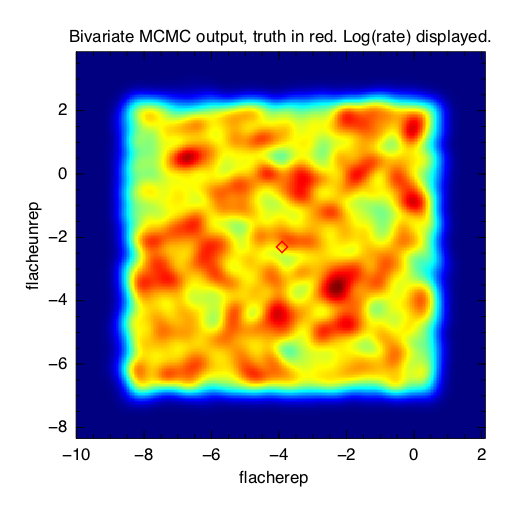 Bivariate MCMC output, truth in red. Log(rate) displayed.
2
0
−2
−4
−6
−8
flacheunrep
−10 −8 −6 −4 −2 0 2
flacherep